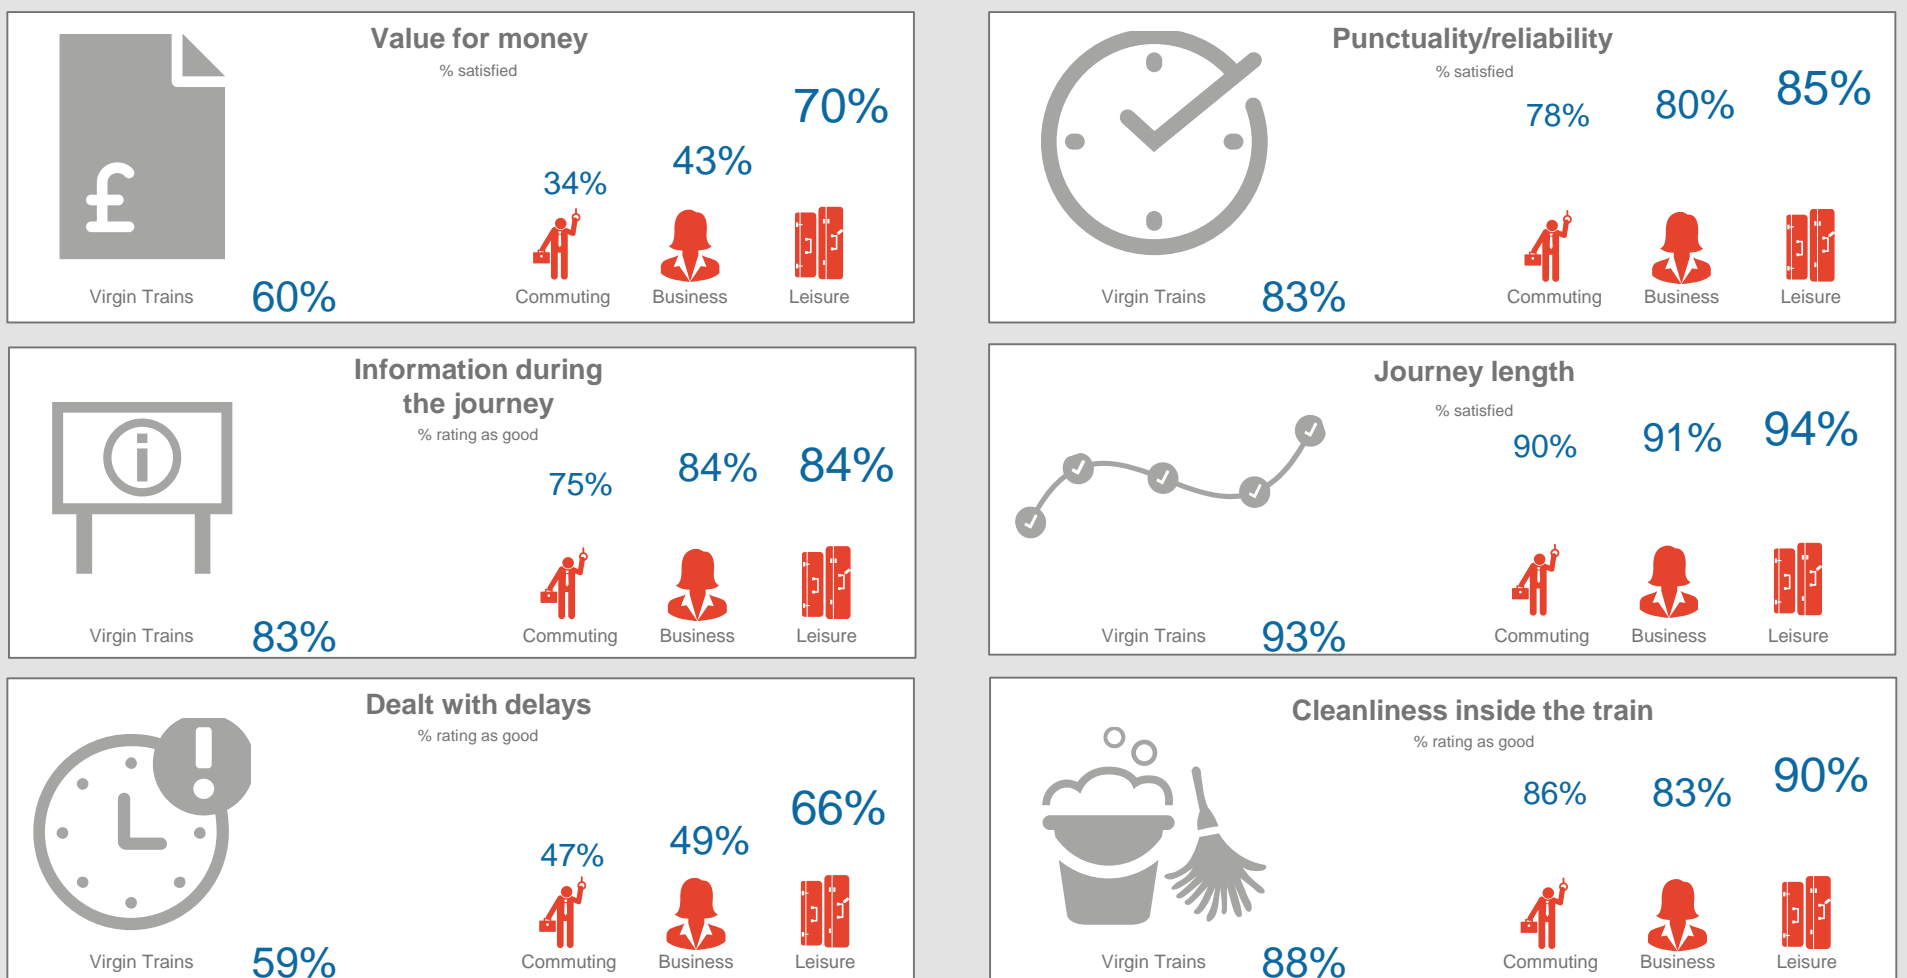 Value for money
% satisfied
70%
43%
34%
£
Virgin Trains
60%
Commuting
Business
Leisure
Punctuality/reliability
% satisfied
85%
80%
78%
Virgin Trains
83%
Commuting
Business
Leisure
Information during
the journey
% rating as good
75%
84%
84%
i
Virgin Trains
83%
Commuting
Business
Leisure
Journey length
% satisfied
90%
91%
94%
Virgin Trains
93%
Commuting
Business
Leisure
Dealt with delays
% rating as good
!
66%
49%
47%
Virgin Trains
59%
Commuting
Business
Leisure
Cleanliness inside the train
% rating as good
86%
83%
90%
Virgin Trains
88%
Commuting
Business
Leisure